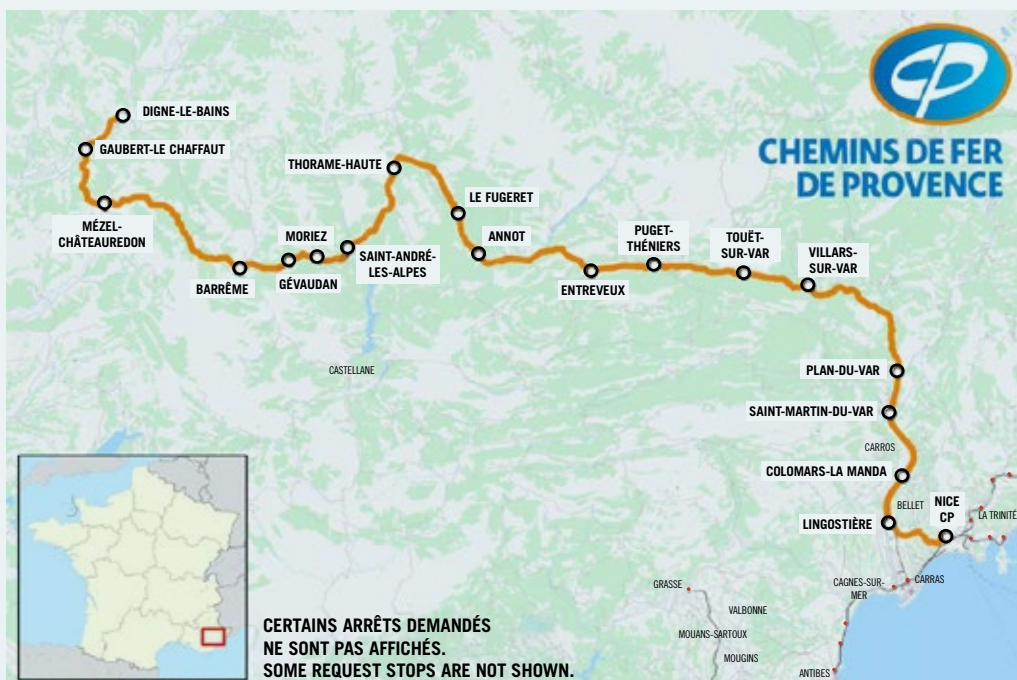 CP
CHEMINS DE FER
DE PROVENCE
DIGNE-LE-BAINS
GAUBERT-LE CHAFFAUT
MÉZEL-
CHÂTEAUREDON
BARRÊME
GÉVAUDAN
MORIEZ
SAINT-ANDRÉ-
LES-ALPES
THORAME-HAUTE
LE FUGERET
ANNOT
ENTREVEUX
PUGET-
THÉNIERS
TOUËT-
SUR-VAR
VILLARS-
SUR-VAR
PLAN-DU-VAR
SAINT-MARTIN-DU-VAR
CARROS
COLOMARS-LA MANDA
BELLET
LINGOSTIÈRE
NICE
CP
LA TRINITÉ
CASTELLANE
GRASSE
CAGNES-SUR-
MER
CARRAS
VALBONNE
MOUANS-SARTOUX
MOUGINS
ANTIBES
CERTAINS ARRÊTS DEMANDÉS
NE SONT PAS AFFICHÉS.
SOME REQUEST STOPS ARE NOT SHOWN.